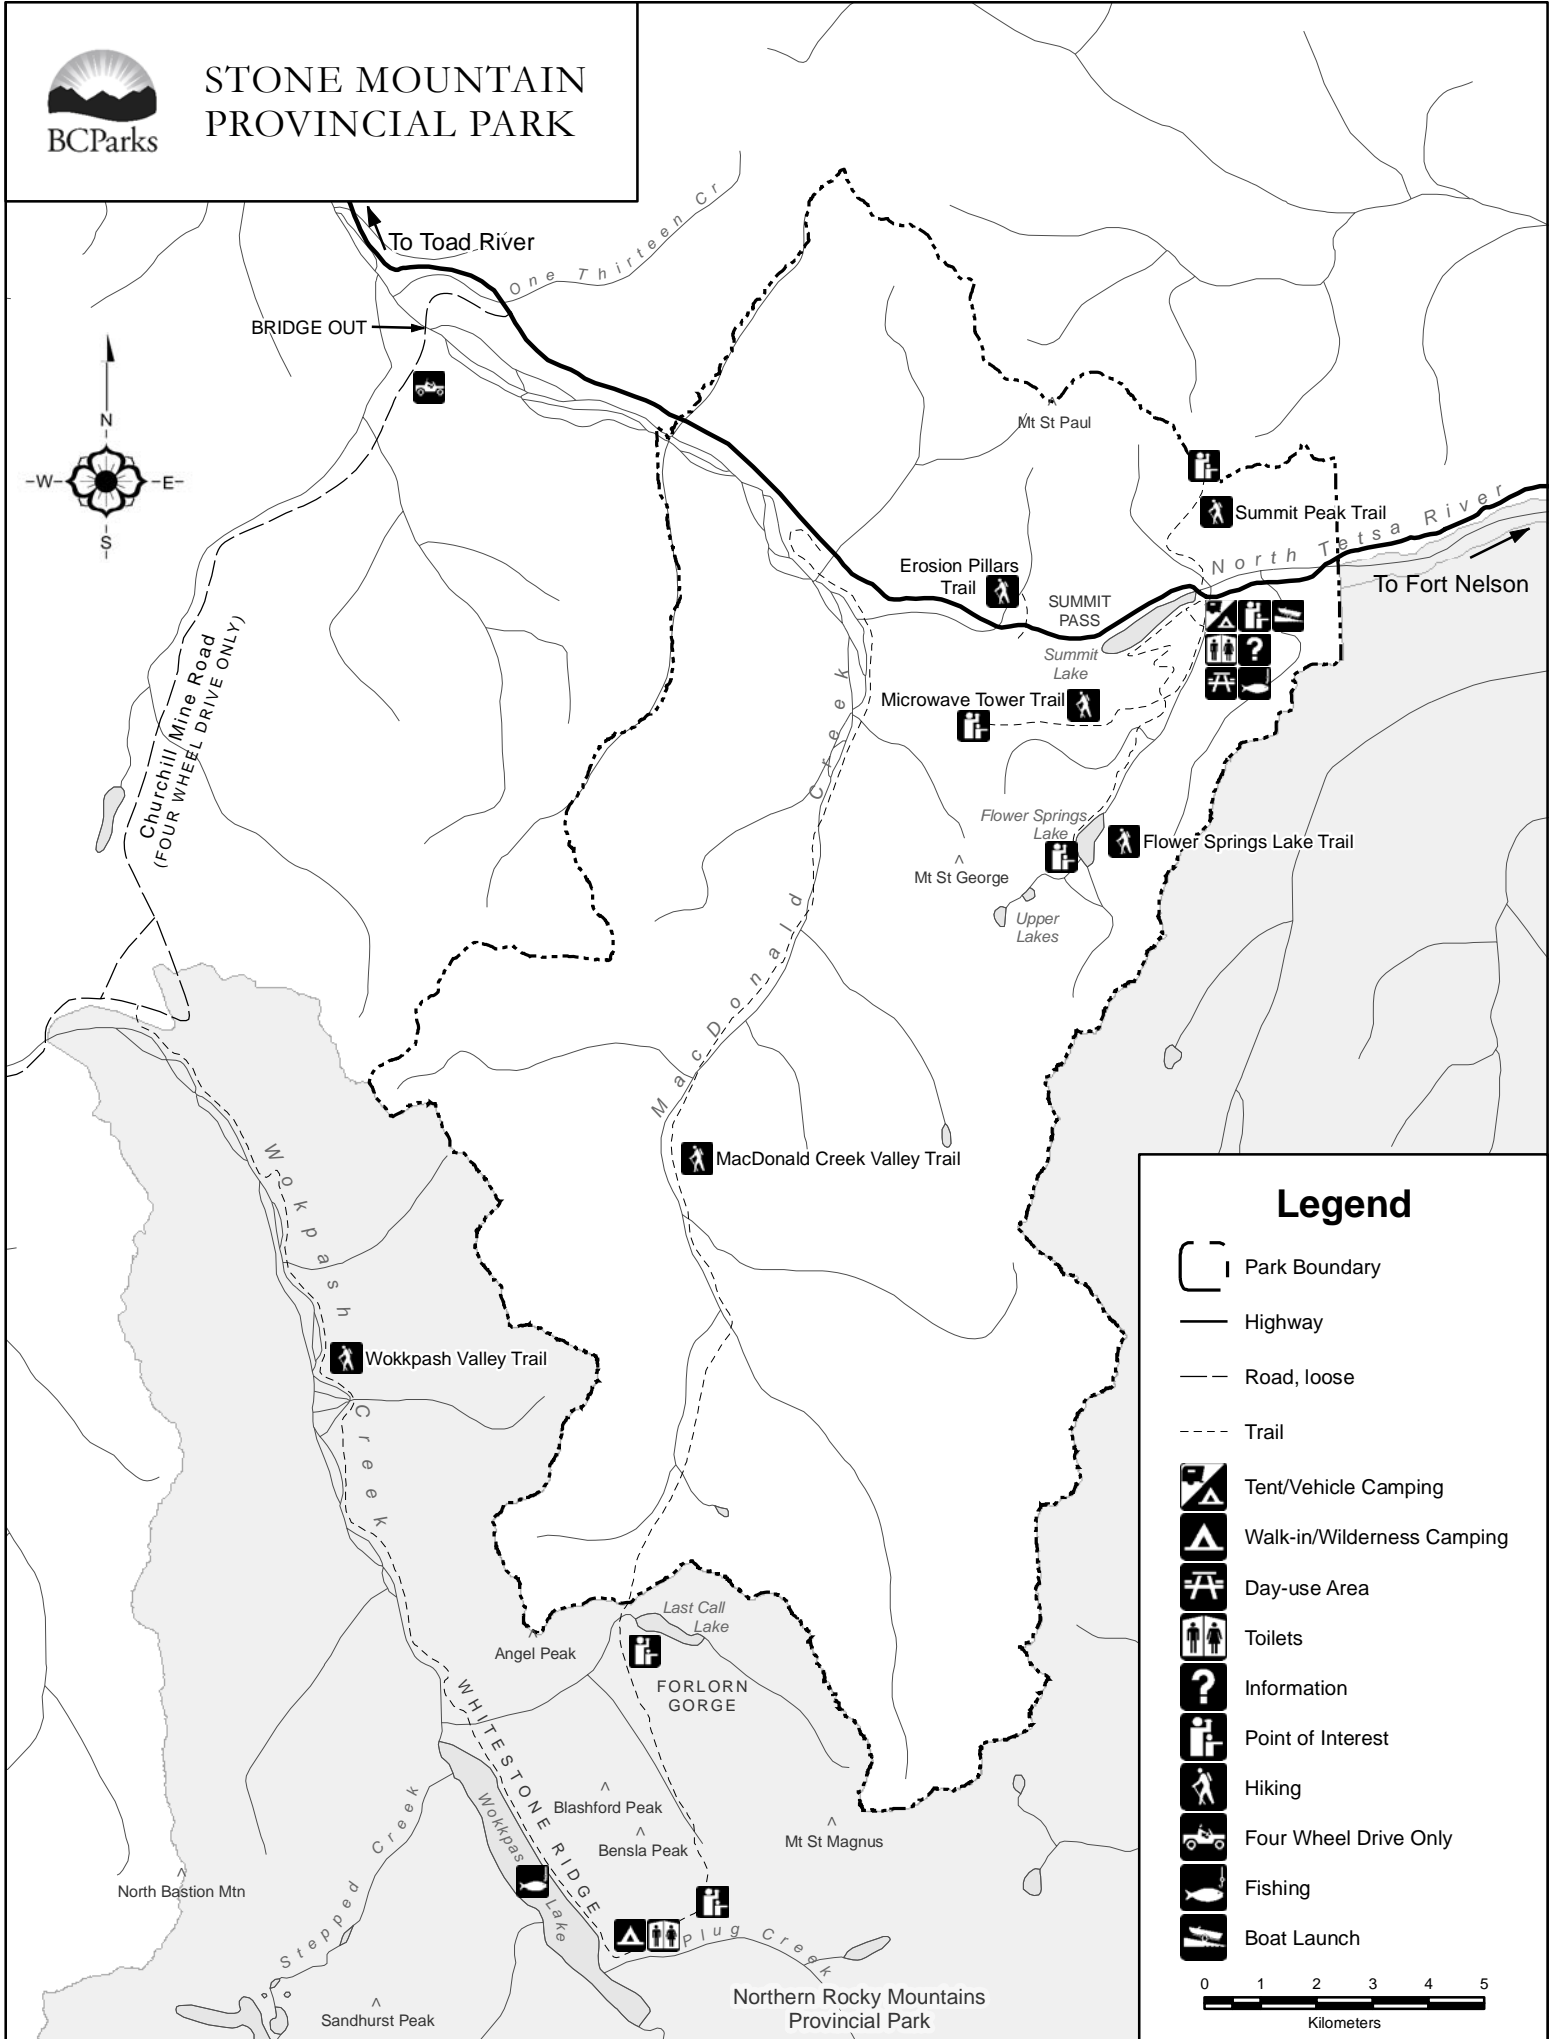 BCParks
STONE MOUNTAIN
PROVINCIAL PARK
To Toad River
One Thirteen Cr
BRIDGE OUT
N
W
E
S
Mt St Paul
Summit Peak Trail
North Tetsa River
To Fort Nelson
Erosion Pillars
Trail
SUMMIT
PASS
Summit
Lake
Microwave Tower Trail
Churchill Mine Road
(FOUR WHEEL DRIVE ONLY)
Flower Springs
Lake
Flower Springs Lake Trail
Mt St George
Upper
Lakes
MacDonald Creek
MacDonald Creek Valley Trail
Wokkpash Creek
Wokkpash Valley Trail
Last Call
Lake
Angel Peak
FORLORN
GORGE
WHITESTONE RIDGE
Blashford Peak
Bensla Peak
Mt St Magnus
Wokkpas Lake
North Bastion Mtn
Stepped Creek
Plug Creek
Sandhurst Peak
Northern Rocky Mountains
Provincial Park
Legend
Park Boundary
Highway
Road, loose
Trail
Tent/Vehicle Camping
Walk-in/Wilderness Camping
Day-use Area
Toilets
?
Information
Point of Interest
Hiking
Four Wheel Drive Only
Fishing
Boat Launch
0 1 2 3 4 5
Kilometers